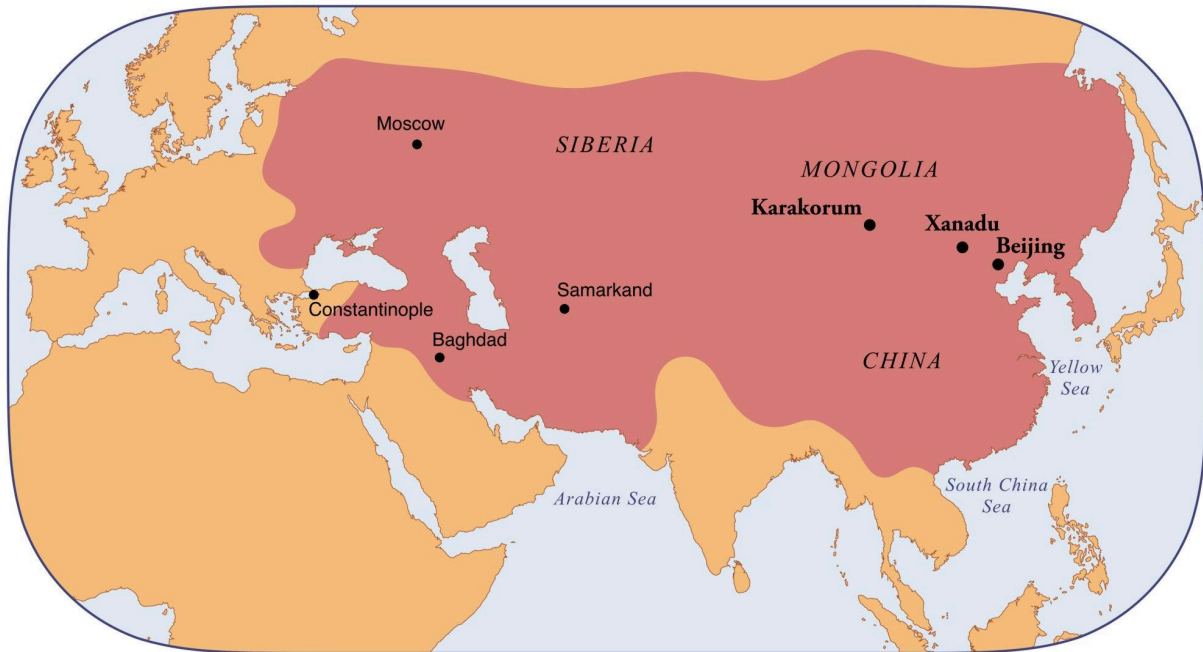 Moscow
SIBERIA
MONGOLIA
Karakorum
Xanadu
Beijing
Samarkand
Constantinople
Baghdad
CHINA
Yellow
Sea
Arabian Sea
South China
Sea